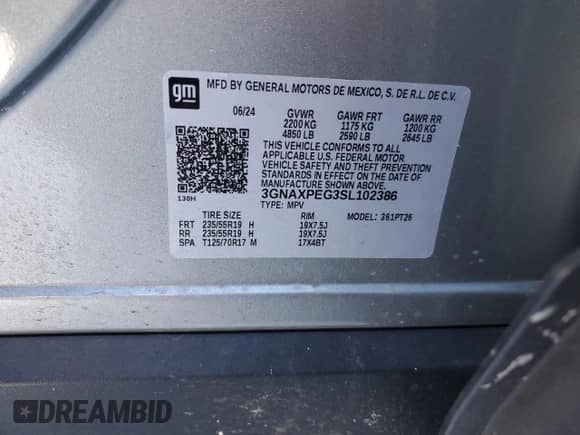 gm MFD BY GENERAL MOTORS DE MEXICO, S. DE R.L. DE C.V.
06/24 GVWR GAWR FRT GAWR RR
2200 KG 1175 KG 1200 KG
4850 LB 2590 LB 2645 LB
THIS VEHICLE CONFORMS TO ALL
APPLICABLE U.S. FEDERAL MOTOR
VEHICLE SAFETY AND THEFT PREVENTION
STANDARDS IN EFFECT ON THE DATE OF
MANUFACTURE SHOWN ABOVE.
130H 3GNAXPEG3SL102386
TYPE: MPV MODEL: 361PT26
TIRE SIZE RIM
FRT 235/55R19 H 19X7.5J
RR 235/55R19 H 19X7.5J
SPA T125/70R17 M 17X4BT
DREAMBID